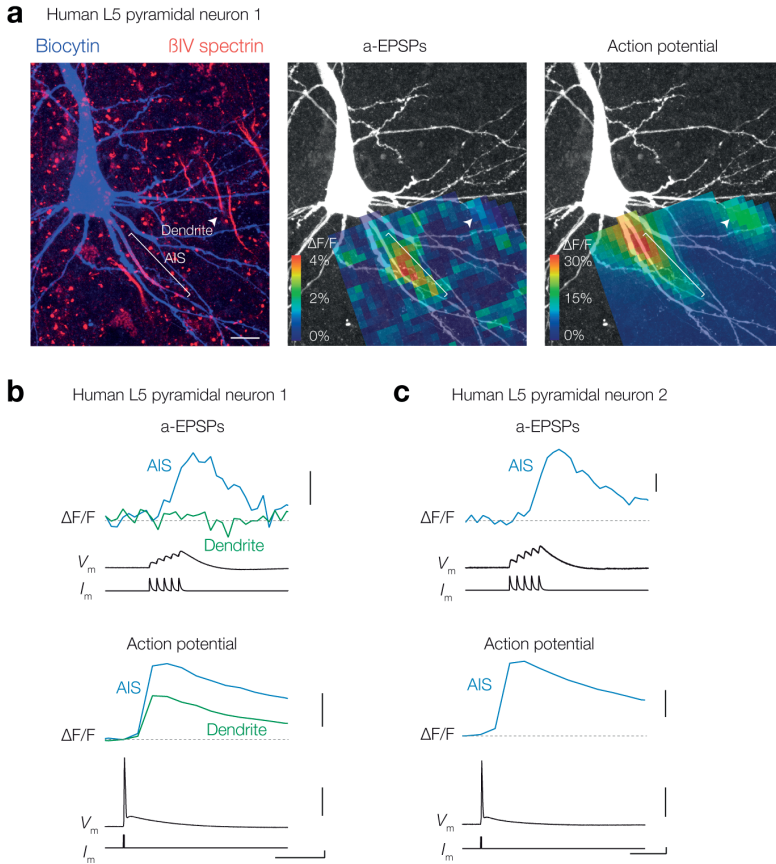 a Human L5 pyramidal neuron 1
Biocytin ßIV spectrin a-EPSPs Action potential
Dendrite
AIS
ΔF/F
4%
2%
0%
ΔF/F
30%
15%
0%
b Human L5 pyramidal neuron 1
a-EPSPs
AIS
ΔF/F
Dendrite
Vm
Im
Action potential
AIS
Dendrite
ΔF/F
Vm
Im
c Human L5 pyramidal neuron 2
a-EPSPs
AIS
ΔF/F
Vm
Im
Action potential
AIS
ΔF/F
Vm
Im